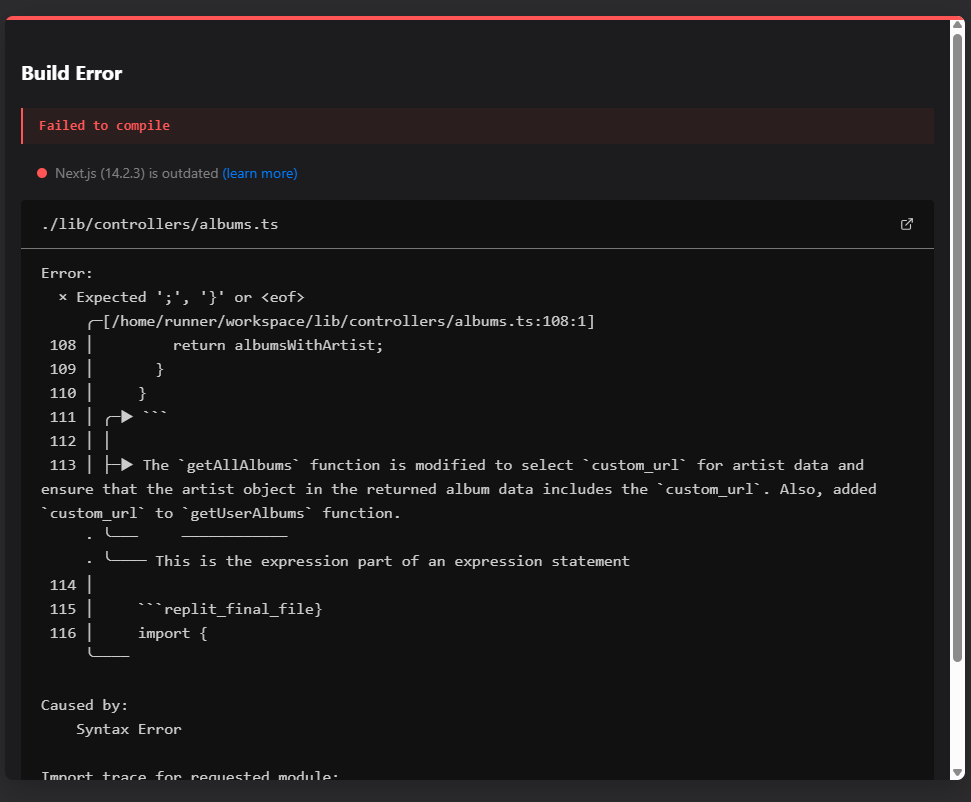 Build Error
Failed to compile
Next.js (14.2.3) is outdated (learn more)
./lib/controllers/albums.ts
Error:
× Expected ';', '}' or <eof>
╭─[/home/runner/workspace/lib/controllers/albums.ts:108:1]
108 │         return albumsWithArtist;
109 │       }
110 │     }
111 │ ╭─▶ ```
112 │ │
113 │ ├─▶ The `getAllAlbums` function is modified to select `custom_url` for artist data and
ensure that the artist object in the returned album data includes the `custom_url`. Also, added
`custom_url` to `getUserAlbums` function.
· ╰───     ────────────
· ╰──── This is the expression part of an expression statement
114 │
115 │     ```replit_final_file}
116 │     import {
╰────
Caused by:
Syntax Error
Import trace for requested module: